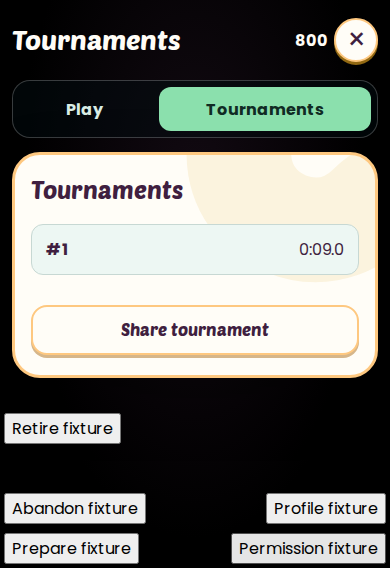 Tournaments
800 ×
Play Tournaments
Tournaments
#1 0:09.0
Share tournament
Retire fixture
Abandon fixture Profile fixture
Prepare fixture Permission fixture